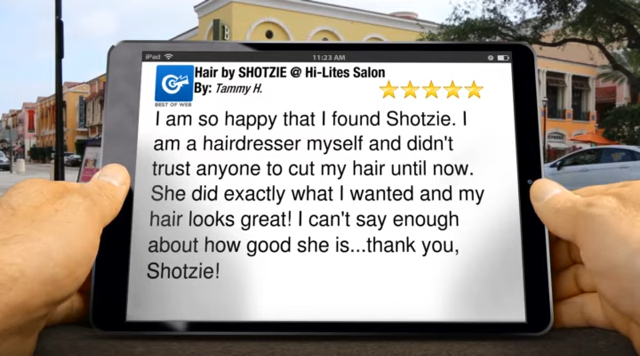 iPad
11:23 AM
Hair by SHOTZIE @ Hi-Lites Salon
By: Tammy H.
BEST OF WEB
I am so happy that I found Shotzie. I
am a hairdresser myself and didn't
trust anyone to cut my hair until now.
She did exactly what I wanted and my
hair looks great! I can't say enough
about how good she is...thank you,
Shotzie!